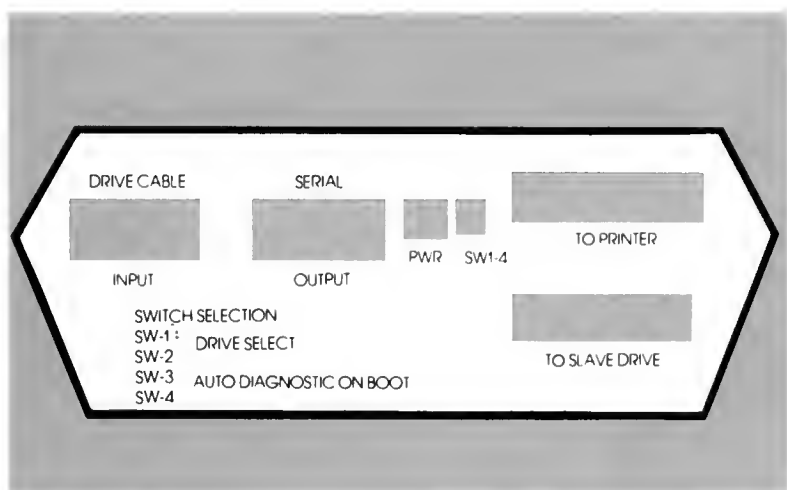 DRIVE CABLE
SERIAL
INPUT
OUTPUT
PWR
SW1-4
TO PRINTER
SWITCH SELECTION
SW-1 : DRIVE SELECT
SW-2
SW-3 AUTO DIAGNOSTIC ON BOOT
SW-4
TO SLAVE DRIVE